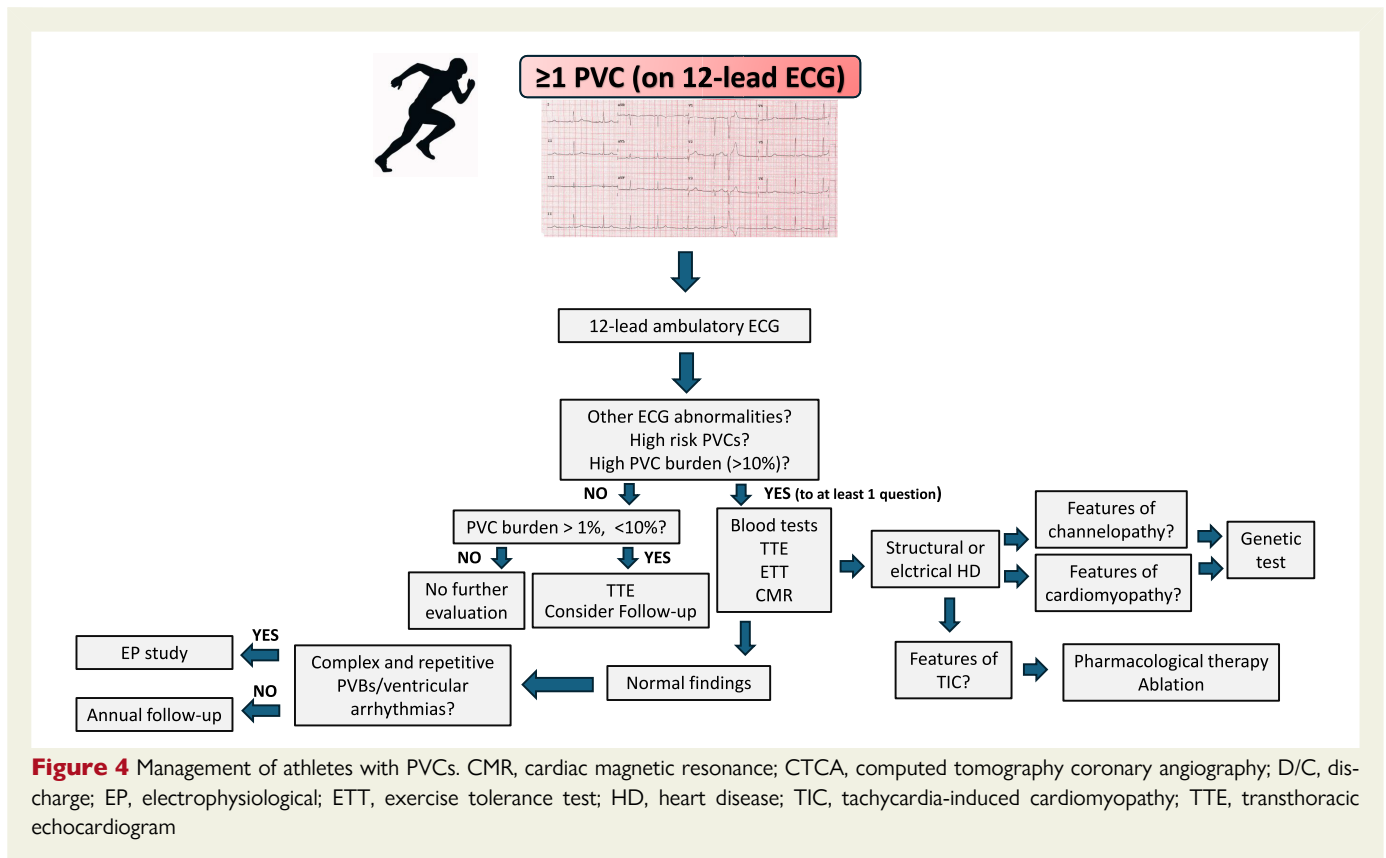 ≥1 PVC (on 12-lead ECG)
12-lead ambulatory ECG
Other ECG abnormalities?
High risk PVCs?
High PVC burden (>10%)?
NO
YES (to at least 1 question)
PVC burden > 1%, <10%?
NO
YES
No further
evaluation
TTE
Consider Follow-up
Blood tests
TTE
ETT
CMR
Structural or
elctrical HD
Features of
channelopathy?
Features of
cardiomyopathy?
Genetic
test
Features of
TIC?
Pharmacological therapy
Ablation
Normal findings
Complex and repetitive
PVBs/ventricular
arrhythmias?
YES
EP study
NO
Annual follow-up
Figure 4 Management of athletes with PVCs. CMR, cardiac magnetic resonance; CTCA, computed tomography coronary angiography; D/C, dis-
charge; EP, electrophysiological; ETT, exercise tolerance test; HD, heart disease; TIC, tachycardia-induced cardiomyopathy; TTE, transthoracic
echocardiogram